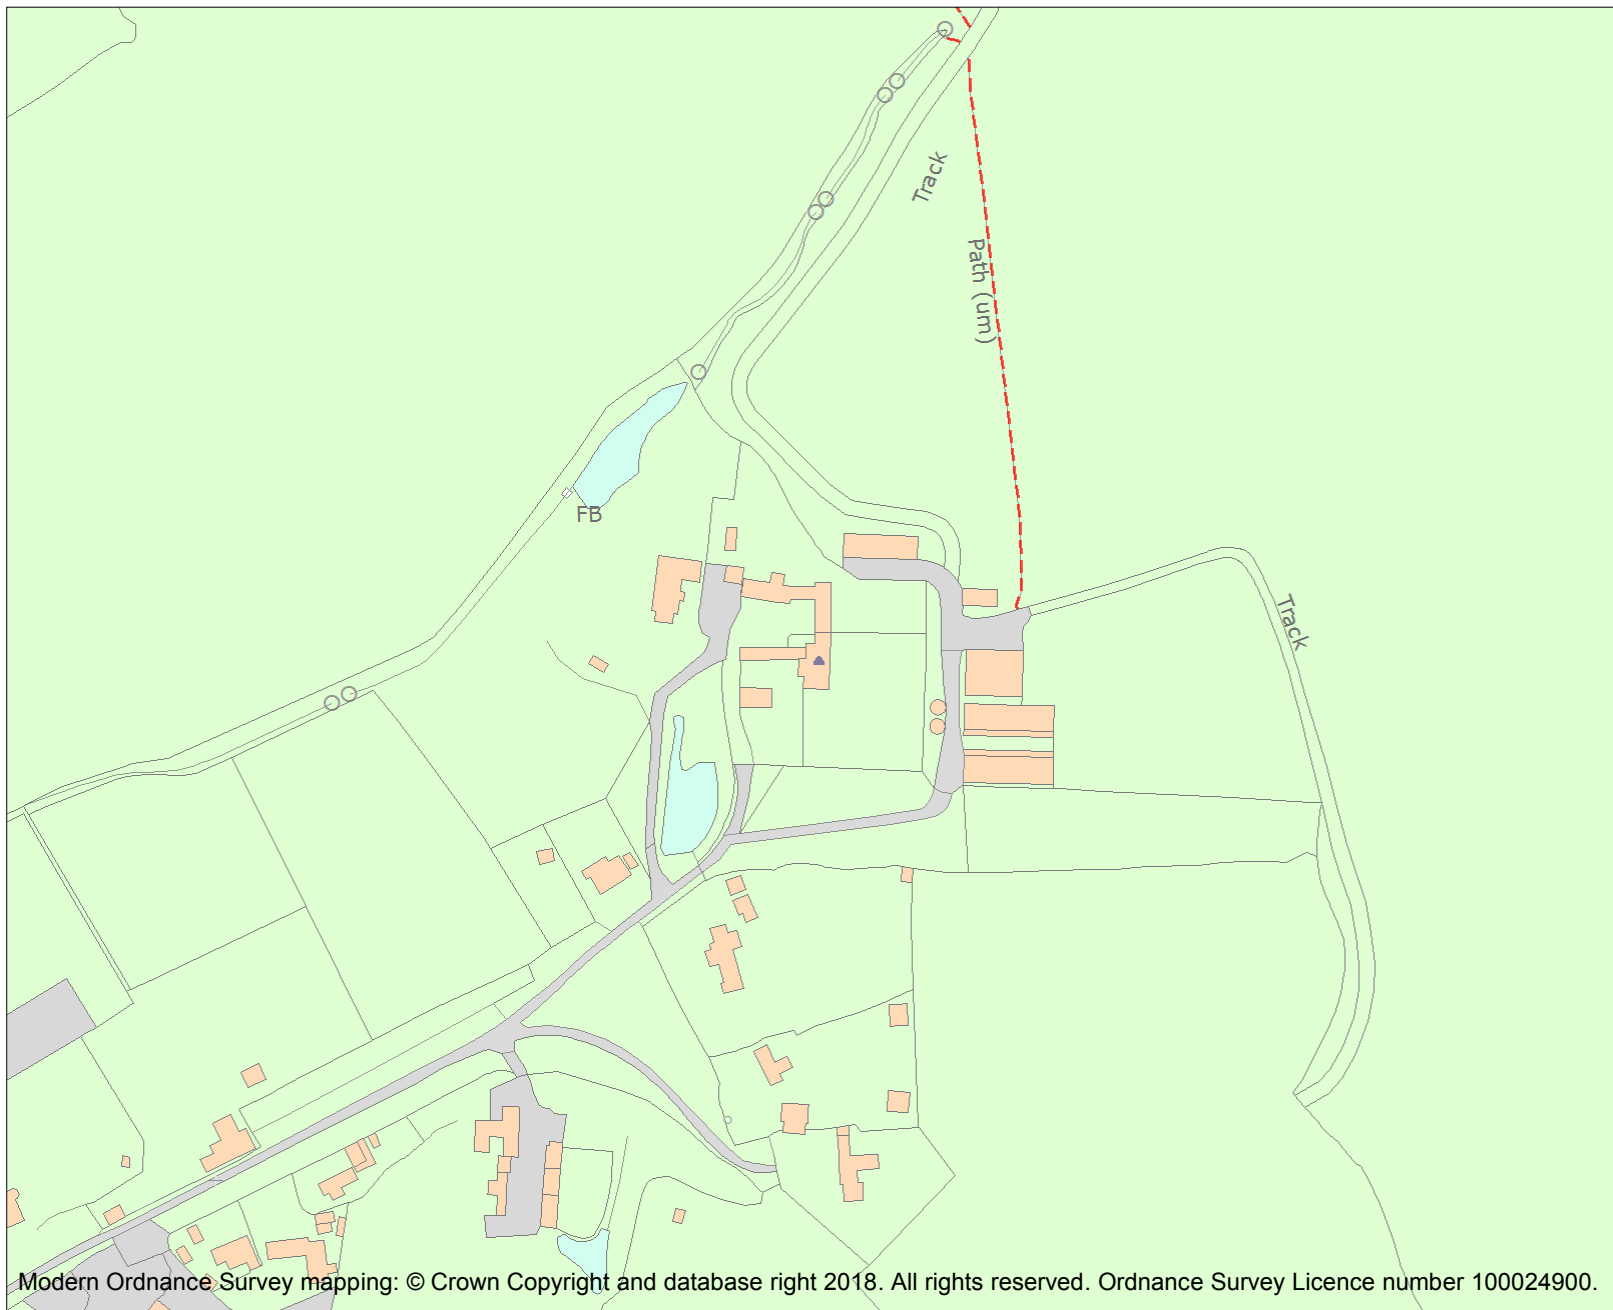 Track
Path (um)
FB
Track
Modern Ordnance Survey mapping: © Crown Copyright and database right 2018. All rights reserved. Ordnance Survey Licence number 100024900.